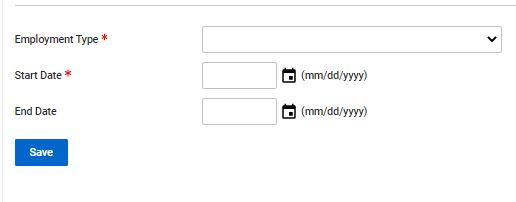 Employment Type *
Start Date * (mm/dd/yyyy)
End Date (mm/dd/yyyy)
Save